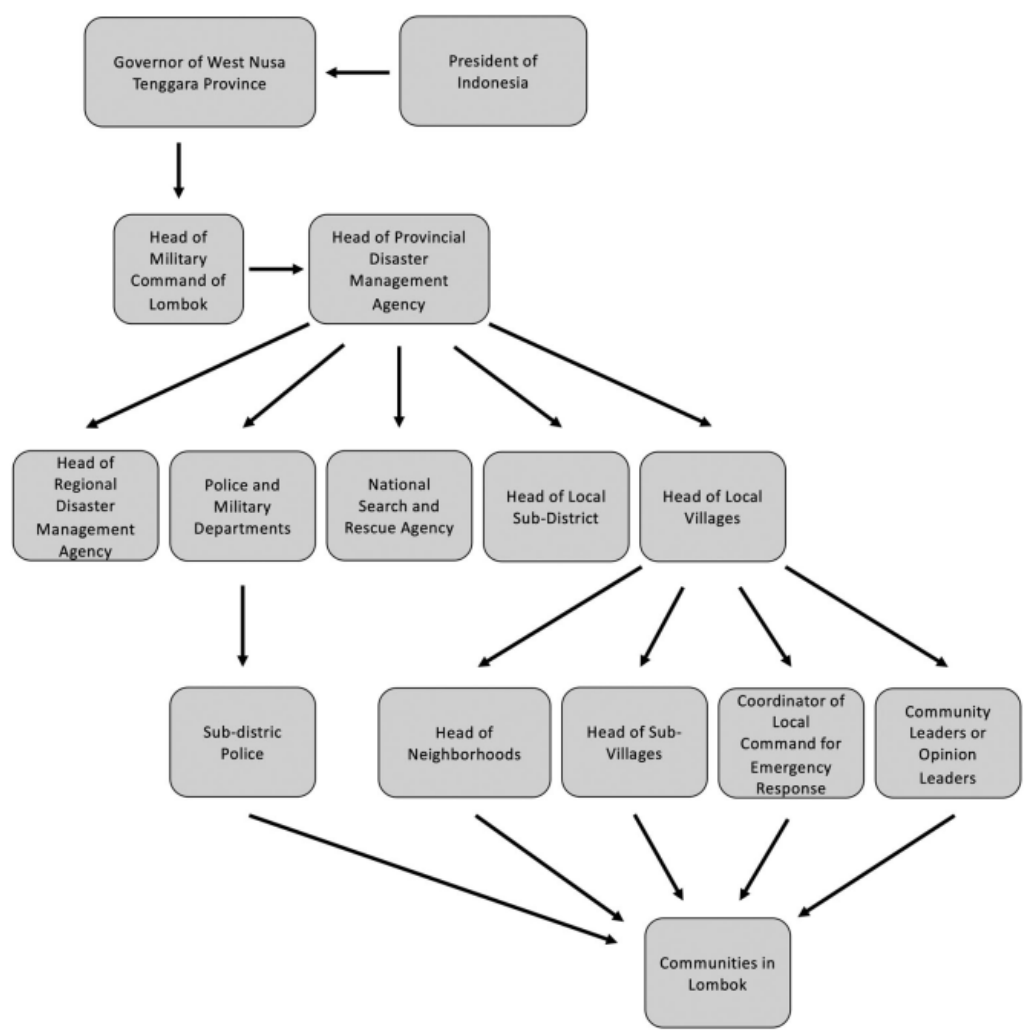 Governor of West Nusa
Tenggara Province
President of
Indonesia
Head of
Military
Command of
Lombok
Head of Provincial
Disaster
Management
Agency
Head of
Regional
Disaster
Management
Agency
Police and
Military
Departments
National
Search and
Rescue Agency
Head of Local
Sub-District
Head of Local
Villages
Sub-distric
Police
Head of
Neighborhoods
Head of Sub-
Villages
Coordinator of
Local
Command for
Emergency
Response
Community
Leaders or
Opinion
Leaders
Communities in
Lombok